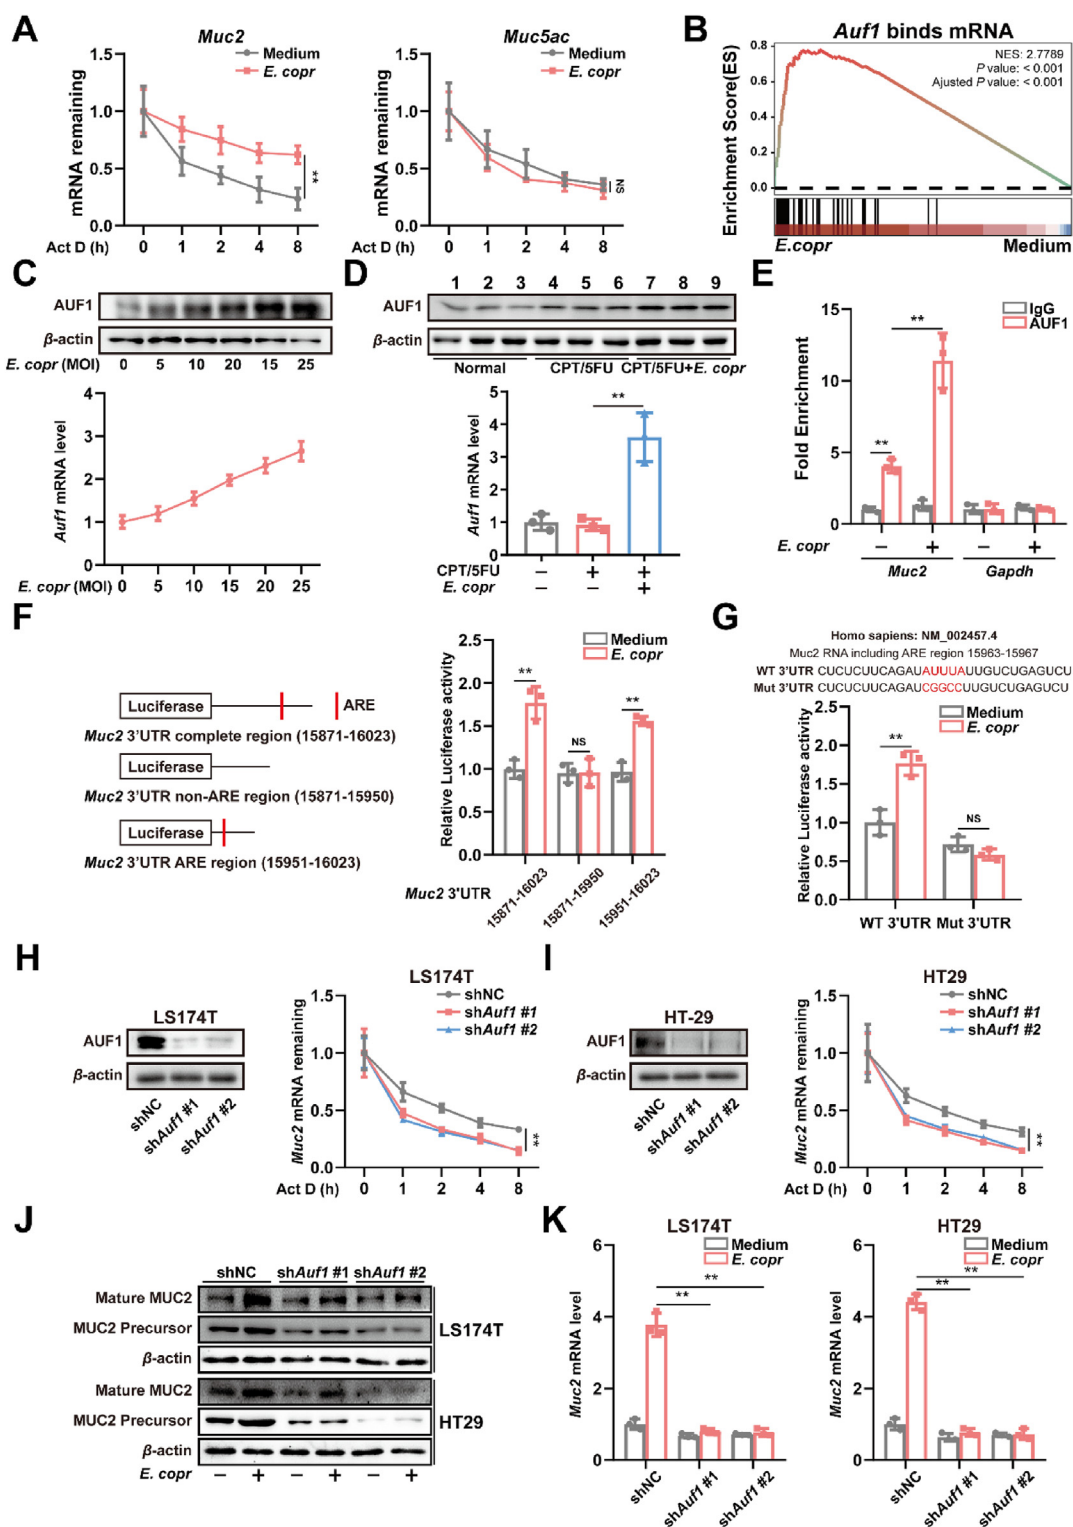 A
Muc2
Medium
E. copr
mRNA remaining
1.5
1.0
0.5
0.0
**
Act D (h)
0 1 2 4 8
Muc5ac
Medium
E. copr
mRNA remaining
1.5
1.0
0.5
0.0
NS
Act D (h)
0 1 2 4 8
B
Auf1 binds mRNA
Enrichment Score(ES)
0.8
0.6
0.4
0.2
0.0
NES: 2.7789
P value: < 0.001
Ajusted P value: < 0.001
E.copr
Medium
C
AUF1
β-actin
E. copr (MOI) 0 5 10 20 15 25
Auf1 mRNA level
4
3
2
1
0
E. copr (MOI) 0 5 10 15 20 25
D
1 2 3 4 5 6 7 8 9
AUF1
β-actin
Normal CPT/5FU CPT/5FU+E. copr
Auf1 mRNA level
5
4
3
2
1
0
**
CPT/5FU − + +
E. copr − − +
E
IgG
AUF1
Fold Enrichment
15
10
5
0
**
**
E. copr − + − +
Muc2 Gapdh
F
Luciferase
ARE
Muc2 3'UTR complete region (15871-16023)
Luciferase
Muc2 3'UTR non-ARE region (15871-15950)
Luciferase
Muc2 3'UTR ARE region (15951-16023)
Medium
E. copr
Relative Luciferase activity
2.5
2.0
1.5
1.0
0.5
0.0
**
NS
**
Muc2 3'UTR
15871-16023
15871-15950
15951-16023
G
Homo sapiens: NM_002457.4
Muc2 RNA including ARE region 15963-15967
WT 3'UTR CUCUCUUCAGAUAUUUAUUGUCUGAGUCU
Mut 3'UTR CUCUCUUCAGAUCGGCCUUGUCUGAGUCU
Medium
E. copr
Relative Luciferase activity
2.5
2.0
1.5
1.0
0.5
0.0
**
NS
WT 3'UTR Mut 3'UTR
H
LS174T
AUF1
β-actin
shNC
shAuf1 #1
shAuf1 #2
LS174T
shNC
shAuf1 #1
shAuf1 #2
Muc2 mRNA remaining
1.5
1.0
0.5
0.0
**
Act D (h)
0 1 2 4 8
I
HT-29
AUF1
β-actin
shNC
shAuf1 #1
shAuf1 #2
HT29
shNC
shAuf1 #1
shAuf1 #2
Muc2 mRNA remaining
1.5
1.0
0.5
0.0
**
Act D (h)
0 1 2 4 8
J
shNC shAuf1 #1 shAuf1 #2
Mature MUC2
MUC2 Precursor
β-actin
LS174T
Mature MUC2
MUC2 Precursor
β-actin
HT29
E. copr − + − + − +
K
LS174T
Medium
E. copr
Muc2 mRNA level
6
4
2
0
**
**
shNC
shAuf1 #1
shAuf1 #2
HT29
Medium
E. copr
Muc2 mRNA level
6
4
2
0
**
**
shNC
shAuf1 #1
shAuf1 #2